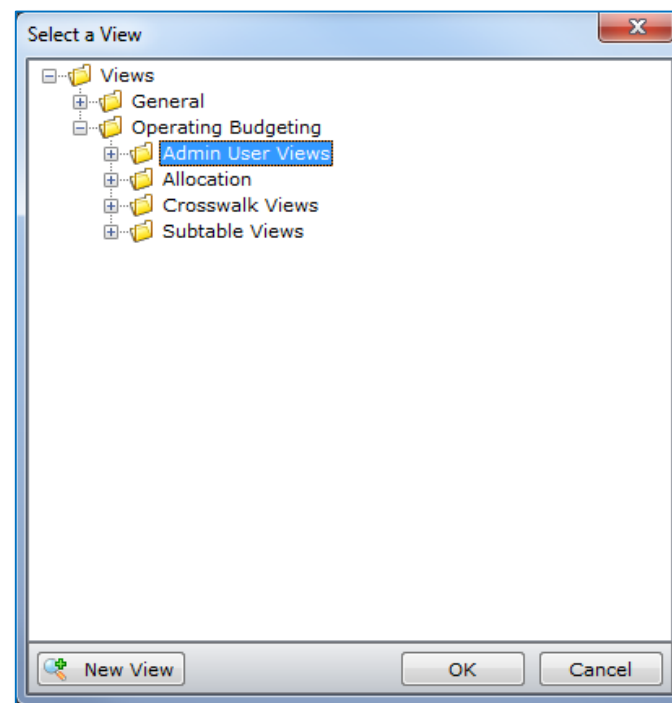 Select a View
Views
General
Operating Budgeting
Admin User Views
Allocation
Crosswalk Views
Subtable Views
New View
OK
Cancel